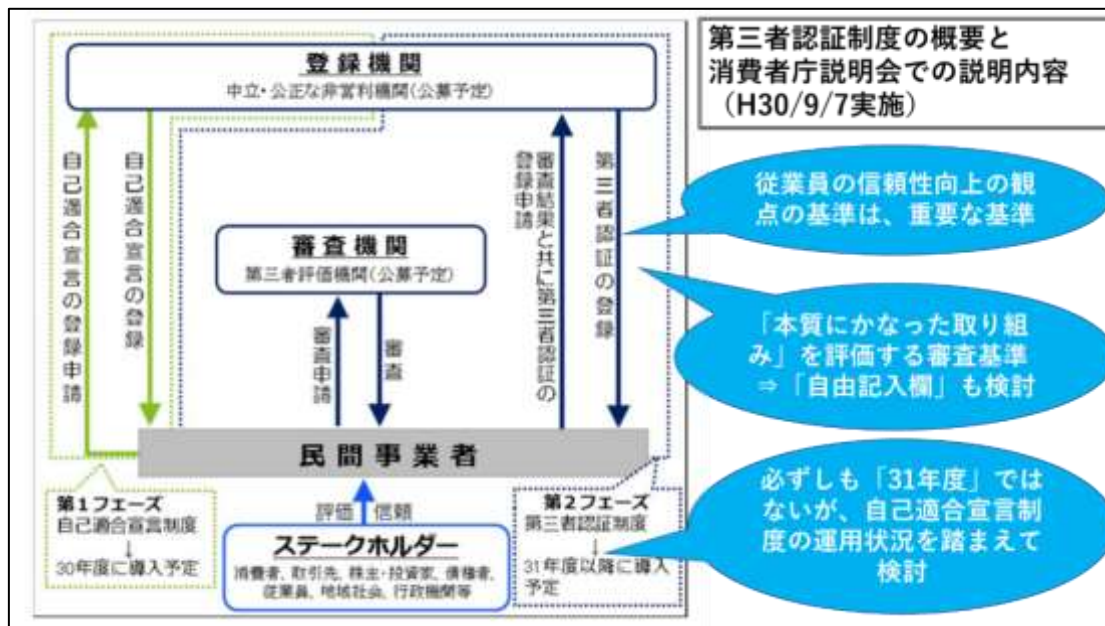 第三者認証制度の概要と
消費者庁説明会での説明内容
(H30/9/7実施)
登録機関
中立・公正な非営利機関(公募予定)
自己適合宣言の登録申請
自己適合宣言の登録
審査結果と共に第三者認証の
登録申請
第三者認証の登録
審査機関
第三者評価機関(公募予定)
審査申請
審査
民間事業者
第1フェーズ
自己適合宣言制度
↓
30年度に導入予定
評価 信頼
ステークホルダー
消費者、取引先、株主・投資家、債権者、
従業員、地域社会、行政機関等
第2フェーズ
第三者認証制度
↓
31年度以降に導入
予定
従業員の信頼性向上の観
点の基準は、重要な基準
「本質にかなった取り組
み」を評価する審査基準
⇒「自由記入欄」も検討
必ずしも「31年度」では
ないが、自己適合宣言制
度の運用状況を踏まえて
検討